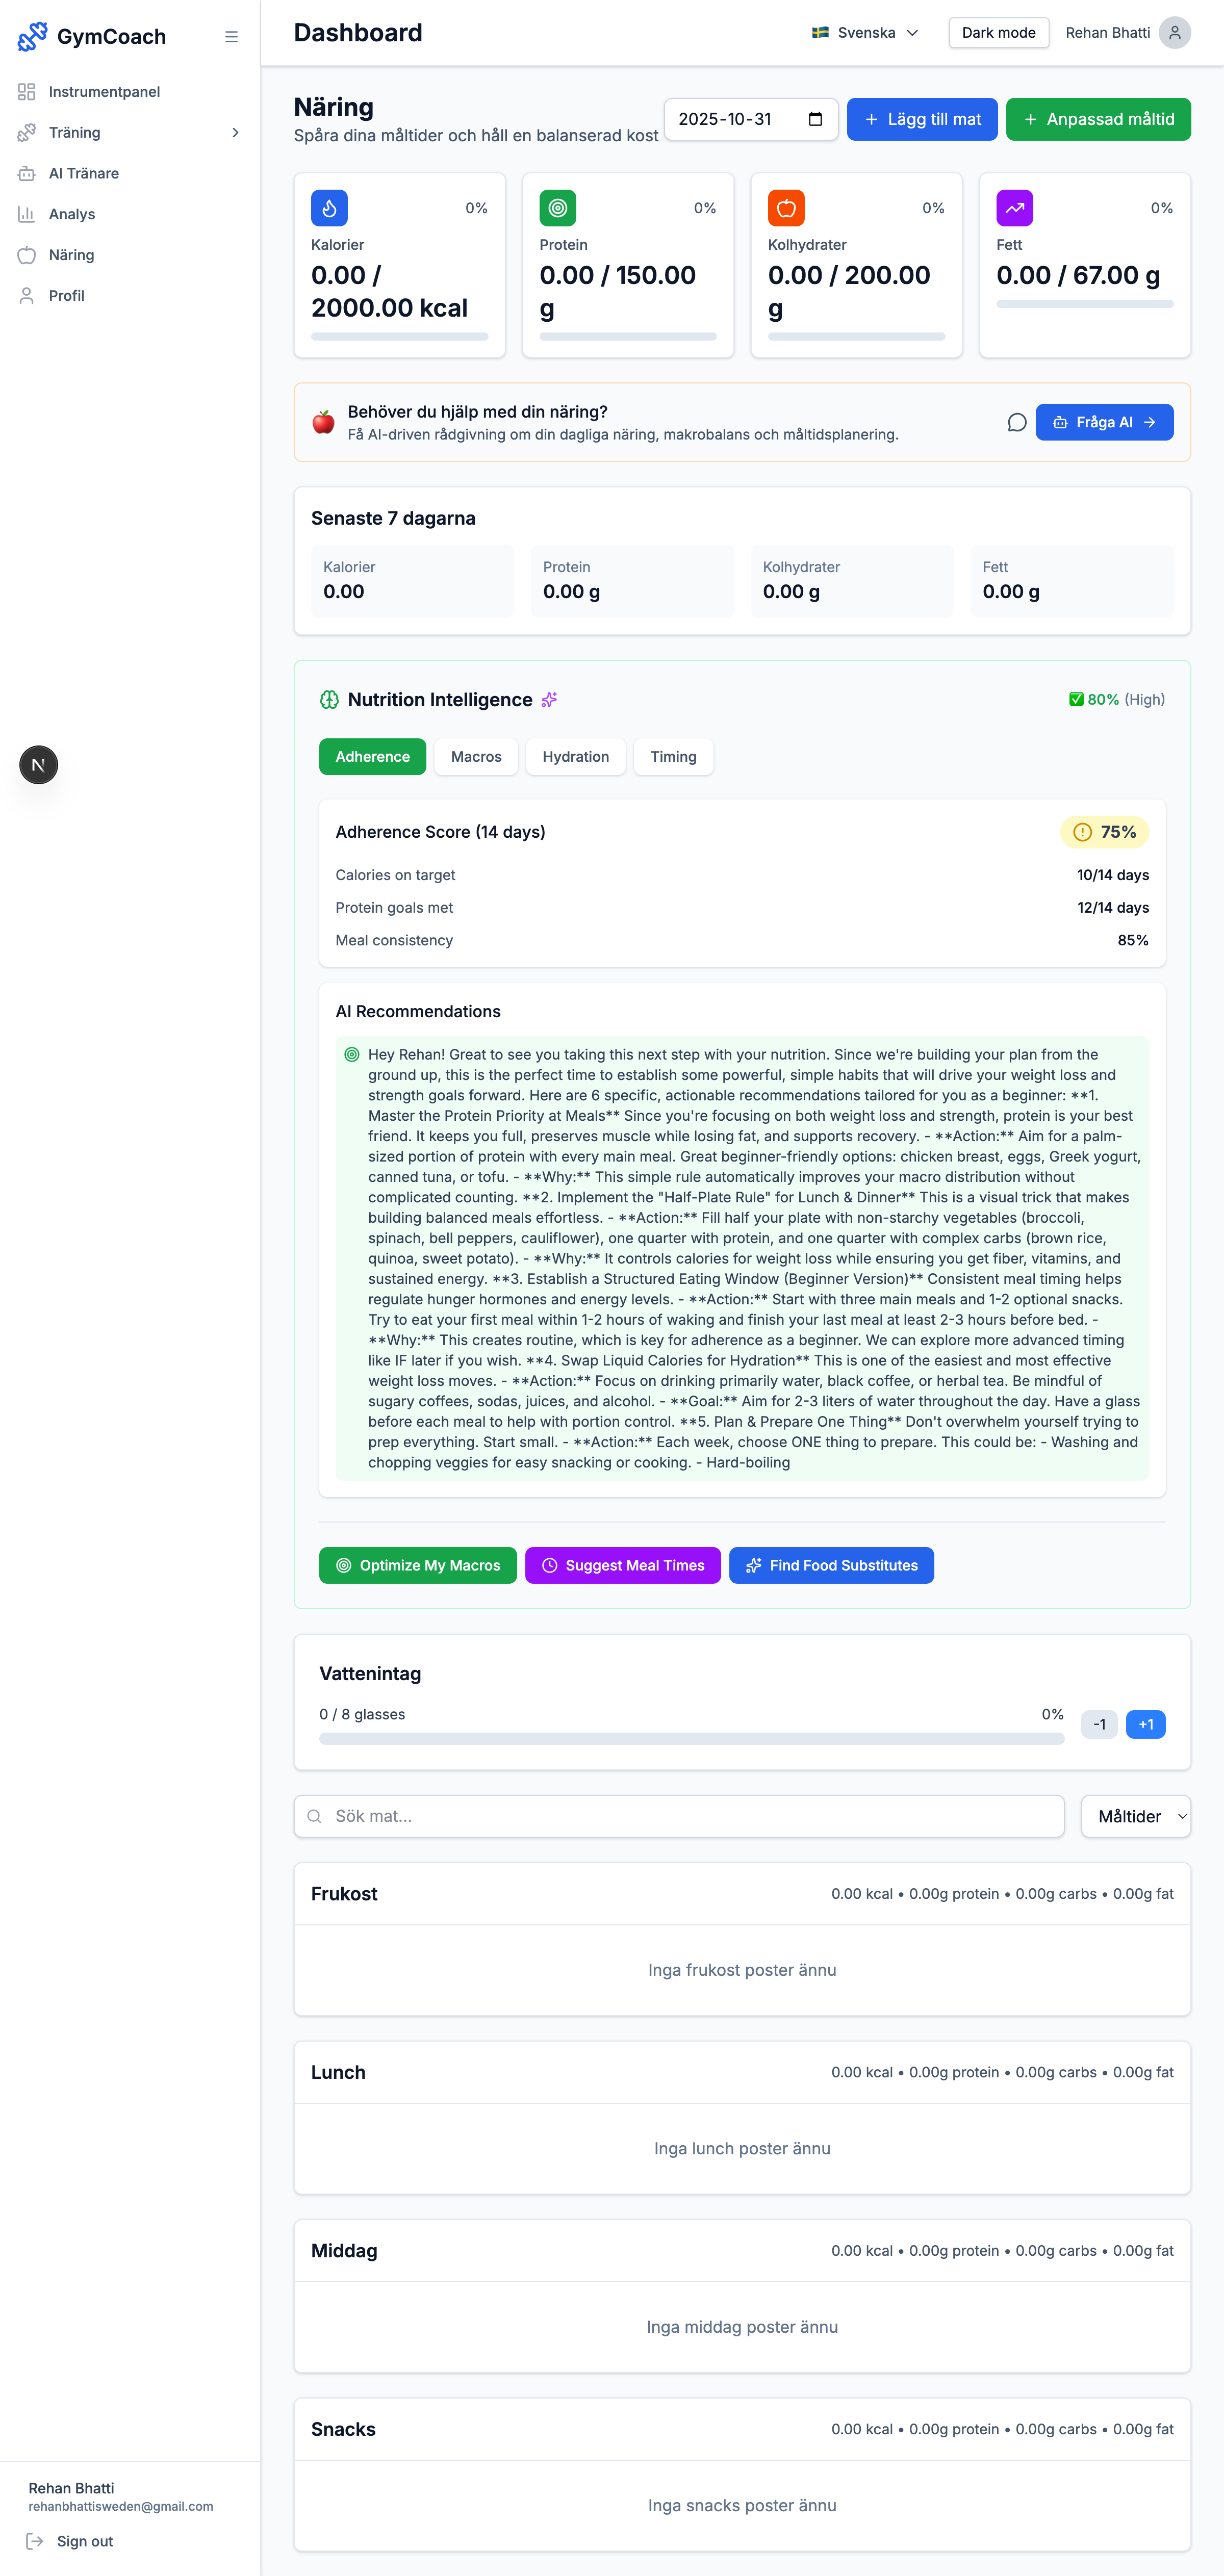 GymCoach
Instrumentpanel
Träning
AI Tränare
Analys
Näring
Profil
N
Rehan Bhatti
rehanbhattisweden@gmail.com
Sign out
Dashboard
Svenska
Dark mode
Rehan Bhatti
Näring
Spåra dina måltider och håll en balanserad kost
2025-10-31
+ Lägg till mat
+ Anpassad måltid
0%
Kalorier
0.00 /
2000.00 kcal
0%
Protein
0.00 / 150.00
g
0%
Kolhydrater
0.00 / 200.00
g
0%
Fett
0.00 / 67.00 g
Behöver du hjälp med din näring?
Få AI-driven rådgivning om din dagliga näring, makrobalans och måltidsplanering.
Fråga AI
Senaste 7 dagarna
Kalorier
0.00
Protein
0.00 g
Kolhydrater
0.00 g
Fett
0.00 g
Nutrition Intelligence
✅ 80% (High)
Adherence
Macros
Hydration
Timing
Adherence Score (14 days)
75%
Calories on target
10/14 days
Protein goals met
12/14 days
Meal consistency
85%
AI Recommendations
Hey Rehan! Great to see you taking this next step with your nutrition. Since we're building your plan from the
ground up, this is the perfect time to establish some powerful, simple habits that will drive your weight loss and
strength goals forward. Here are 6 specific, actionable recommendations tailored for you as a beginner: **1.
Master the Protein Priority at Meals** Since you're focusing on both weight loss and strength, protein is your best
friend. It keeps you full, preserves muscle while losing fat, and supports recovery. - **Action:** Aim for a palm-
sized portion of protein with every main meal. Great beginner-friendly options: chicken breast, eggs, Greek yogurt,
canned tuna, or tofu. - **Why:** This simple rule automatically improves your macro distribution without
complicated counting. **2. Implement the "Half-Plate Rule" for Lunch & Dinner** This is a visual trick that makes
building balanced meals effortless. - **Action:** Fill half your plate with non-starchy vegetables (broccoli,
spinach, bell peppers, cauliflower), one quarter with protein, and one quarter with complex carbs (brown rice,
quinoa, sweet potato). - **Why:** It controls calories for weight loss while ensuring you get fiber, vitamins, and
sustained energy. **3. Establish a Structured Eating Window (Beginner Version)** Consistent meal timing helps
regulate hunger hormones and energy levels. - **Action:** Start with three main meals and 1-2 optional snacks.
Try to eat your first meal within 1-2 hours of waking and finish your last meal at least 2-3 hours before bed. -
**Why:** This creates routine, which is key for adherence as a beginner. We can explore more advanced timing
like IF later if you wish. **4. Swap Liquid Calories for Hydration** This is one of the easiest and most effective
weight loss moves. - **Action:** Focus on drinking primarily water, black coffee, or herbal tea. Be mindful of
sugary coffees, sodas, juices, and alcohol. - **Goal:** Aim for 2-3 liters of water throughout the day. Have a glass
before each meal to help with portion control. **5. Plan & Prepare One Thing** Don't overwhelm yourself trying to
prep everything. Start small. - **Action:** Each week, choose ONE thing to prepare. This could be: - Washing and
chopping veggies for easy snacking or cooking. - Hard-boiling
Optimize My Macros
Suggest Meal Times
Find Food Substitutes
Vattenintag
0 / 8 glasses
0%
-1
+1
Sök mat...
Måltider
Frukost
0.00 kcal • 0.00g protein • 0.00g carbs • 0.00g fat
Inga frukost poster ännu
Lunch
0.00 kcal • 0.00g protein • 0.00g carbs • 0.00g fat
Inga lunch poster ännu
Middag
0.00 kcal • 0.00g protein • 0.00g carbs • 0.00g fat
Inga middag poster ännu
Snacks
0.00 kcal • 0.00g protein • 0.00g carbs • 0.00g fat
Inga snacks poster ännu